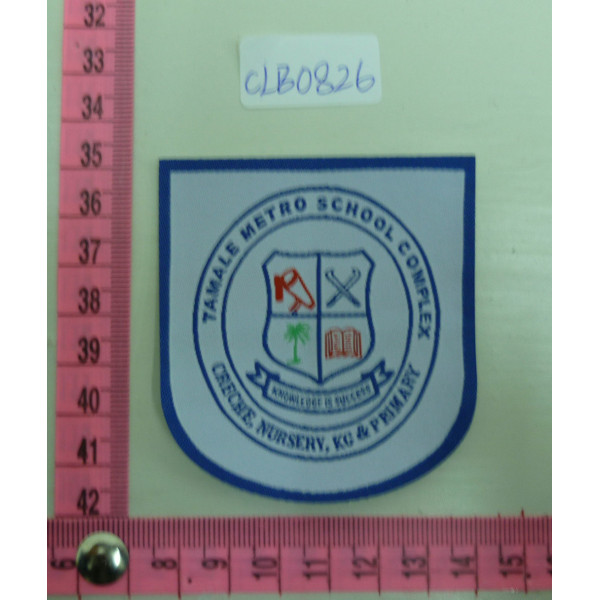 CLB0826
TAMALE METRO SCHOOL COMPLEX
KNOWLEDGE IS SUCCESS
CRECHE, NURSERY, KG & PRIMARY
32
33
34
35
36
37
38
39
40
41
42
6 7 8 9 10 11 12 13 14 15